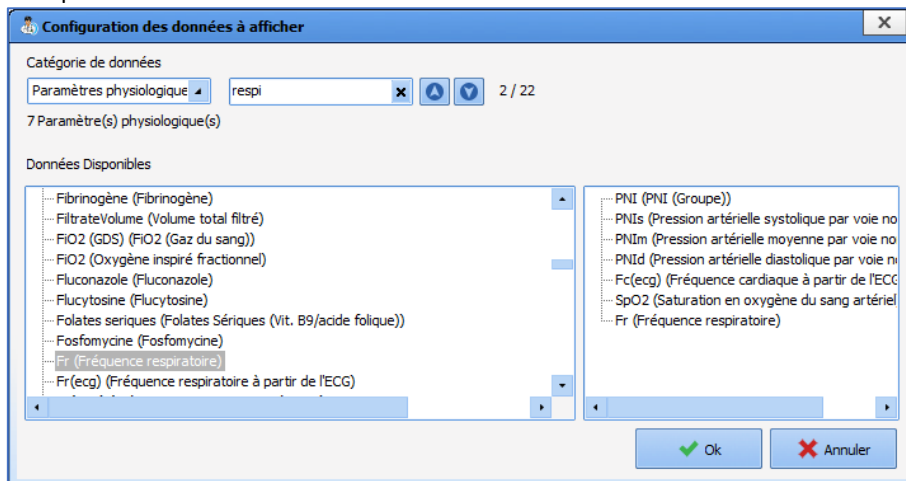 Configuration des données à afficher
Catégorie de données
Paramètres physiologique
respi
2 / 22
7 Paramètre(s) physiologique(s)
Données Disponibles
Fibrinogène (Fibrinogène)
FiltrateVolume (Volume total filtré)
FiO2 (GDS) (FiO2 (Gaz du sang))
FiO2 (Oxygène inspiré fractionnel)
Fluconazole (Fluconazole)
Flucytosine (Flucytosine)
Folates seriques (Folates Sériques (Vit. B9/acide folique))
Fosfomycine (Fosfomycine)
Fr (Fréquence respiratoire)
Fr(ecg) (Fréquence respiratoire à partir de l'ECG)
PNI (PNI (Groupe))
PNIs (Pression artérielle systolique par voie no
PNIm (Pression artérielle moyenne par voie no
PNId (Pression artérielle diastolique par voie n
Fc(ecg) (Fréquence cardiaque à partir de l'ECG
SpO2 (Saturation en oxygène du sang artériel
Fr (Fréquence respiratoire)
Ok
Annuler